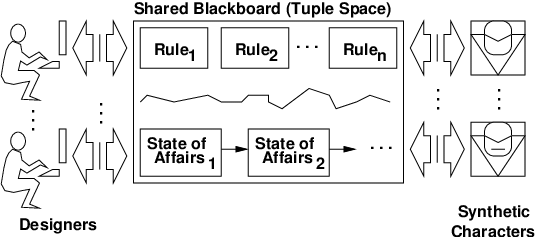 Shared Blackboard (Tuple Space)
Rule1 Rule2 ... Rulen
State of Affairs 1
State of Affairs 2
...
Designers
Synthetic
Characters